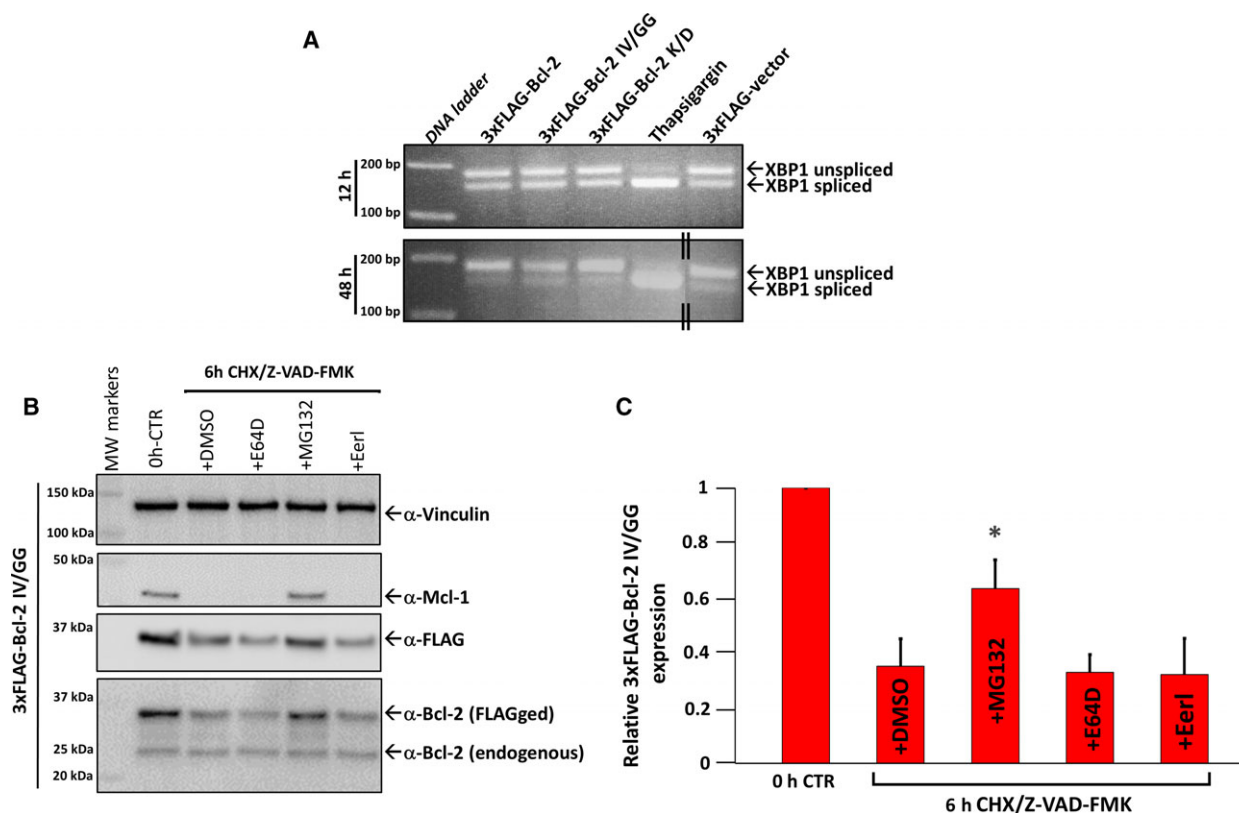 A
DNA ladder
3xFLAG-Bcl-2
3xFLAG-Bcl-2 IV/GG
3xFLAG-Bcl-2 K/D
Thapsigargin
3xFLAG-vector
12 h
200 bp
100 bp
←XBP1 unspliced
←XBP1 spliced
48 h
200 bp
100 bp
←XBP1 unspliced
←XBP1 spliced
B
6h CHX/Z-VAD-FMK
MW markers
0h-CTR
+DMSO
+E64D
+MG132
+EerI
3xFLAG-Bcl-2 IV/GG
150 kDa
100 kDa
←α-Vinculin
50 kDa
←α-Mcl-1
37 kDa
←α-FLAG
37 kDa
25 kDa
20 kDa
←α-Bcl-2 (FLAGged)
←α-Bcl-2 (endogenous)
C
Relative 3xFLAG-Bcl-2 IV/GG
expression
1
0.8
0.6
0.4
0.2
0
*
+DMSO
+MG132
+E64D
+EerI
0 h CTR
6 h CHX/Z-VAD-FMK